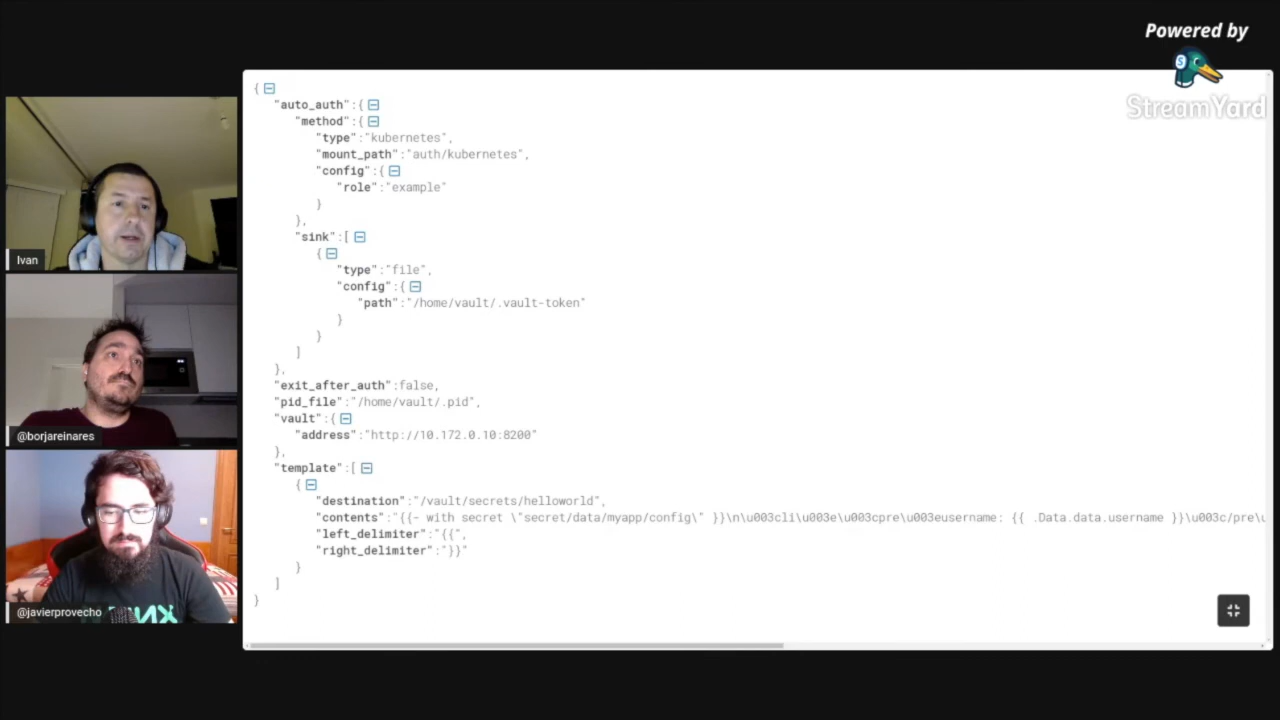 Powered by
StreamYard
Ivan
@borjareinares
@javierprovecho
{
"auto_auth":{
"method":{
"type":"kubernetes",
"mount_path":"auth/kubernetes",
"config":{
"role":"example"
}
},
"sink":[
{
"type":"file",
"config":{
"path":"/home/vault/.vault-token"
}
}
]
},
"exit_after_auth":false,
"pid_file":"/home/vault/.pid",
"vault":{
"address":"http://10.172.0.10:8200"
},
"template":[
{
"destination":"/vault/secrets/helloworld",
"contents":"{{- with secret \"secret/data/myapp/config\" }}\n\u003cli\u003e\u003cpre\u003eusername: {{ .Data.data.username }}\u003c/pre\u
"left_delimiter":"{{",
"right_delimiter":"}}"
}
]
}